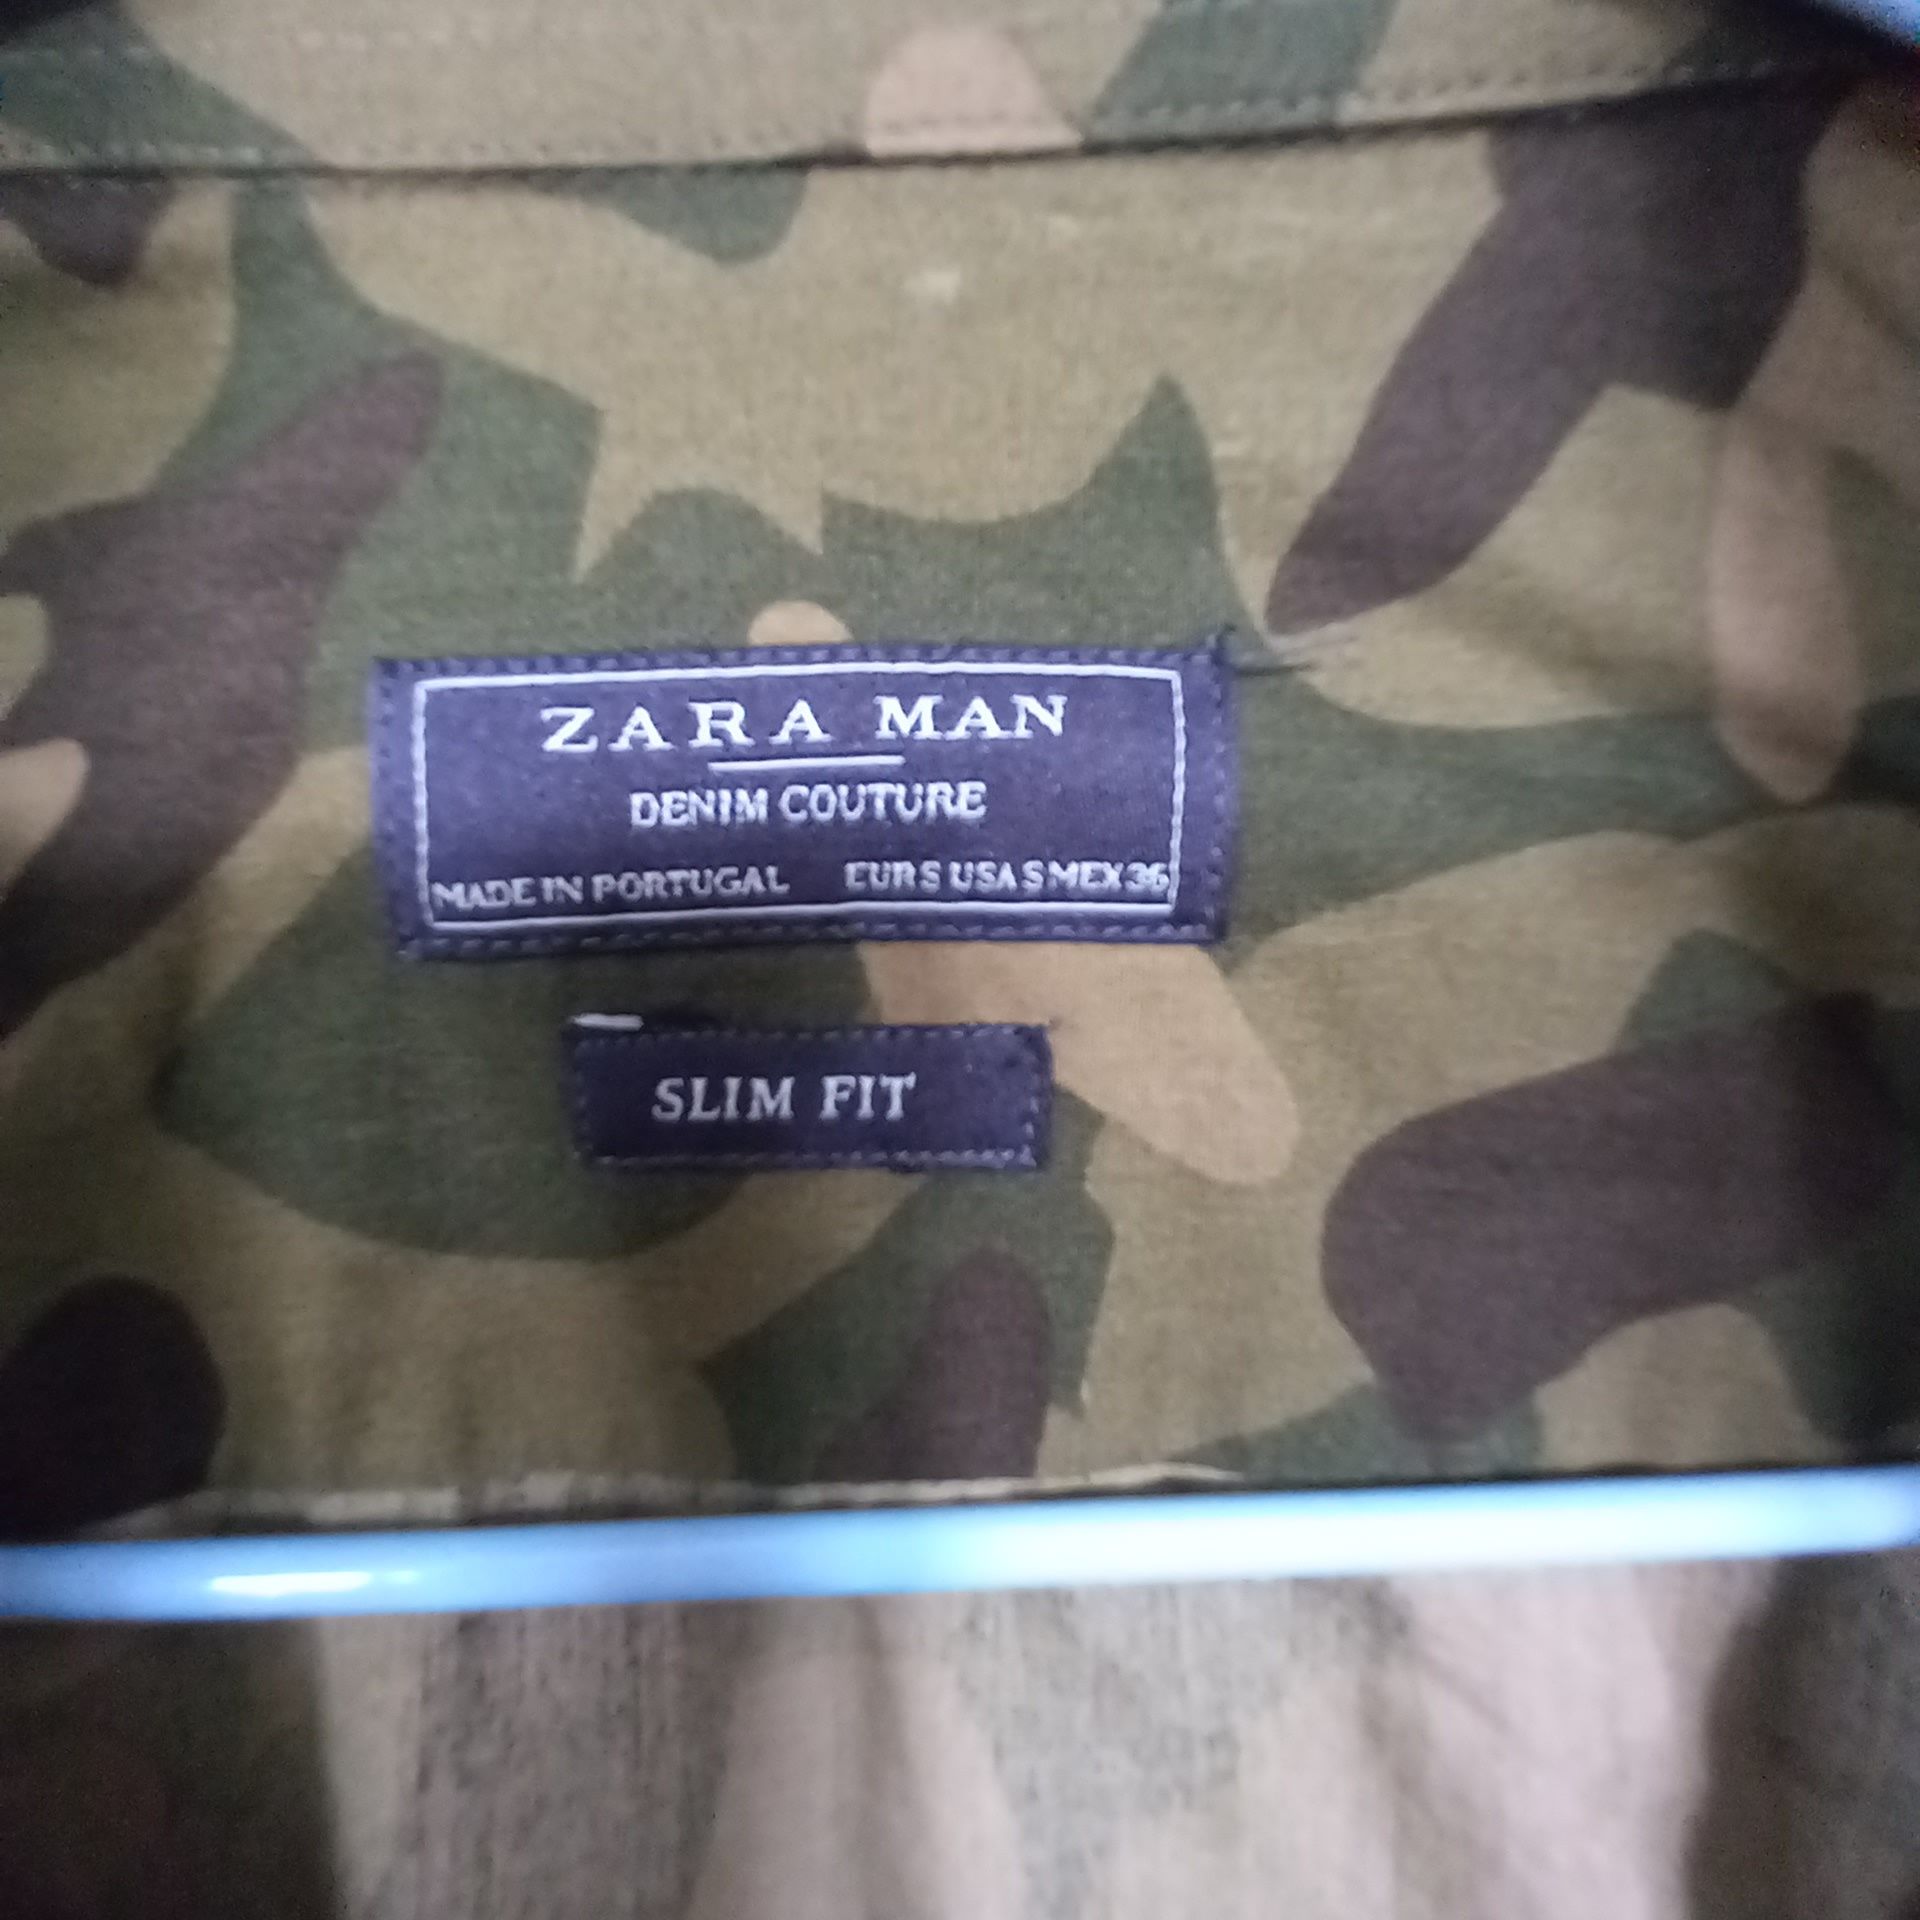 ZARA MAN
DENIM COUTURE
MADE IN PORTUGAL EUR S USA S MEX 36
SLIM FIT